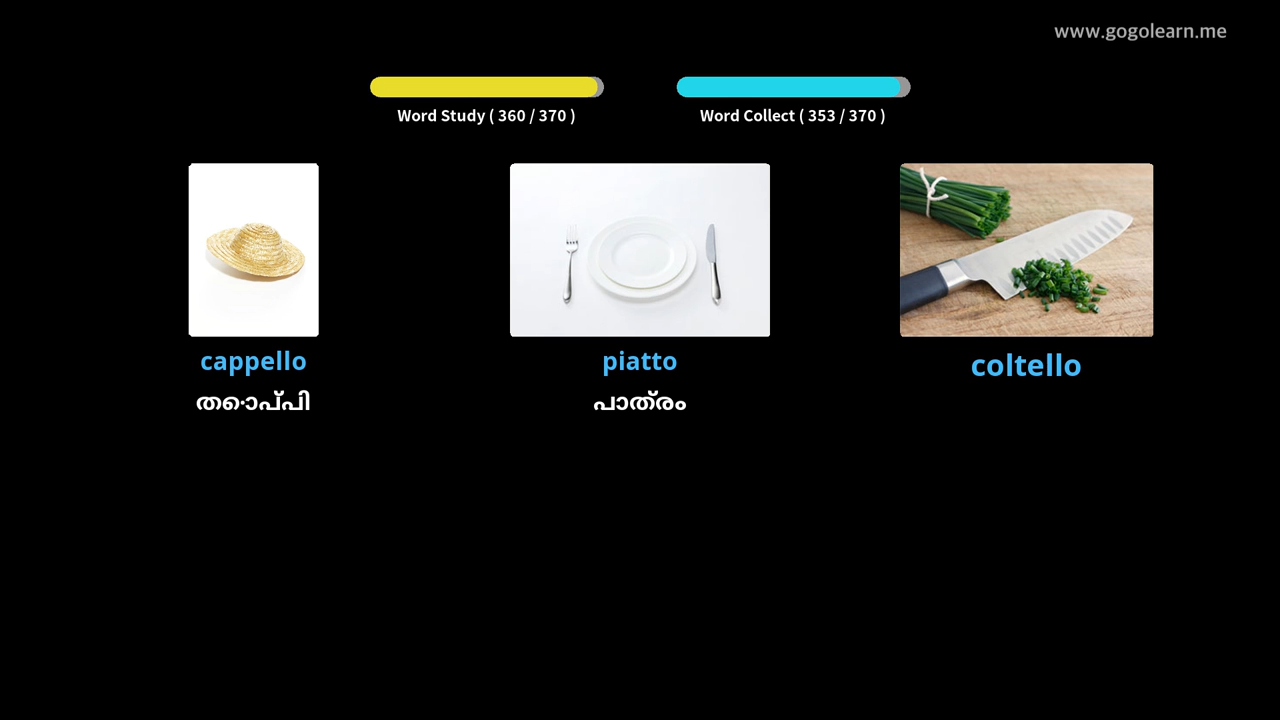 www.gogolearn.me
Word Study ( 360 / 370 )
Word Collect ( 353 / 370 )
cappello
piatto
coltello
തൊപ്പി
പാത്രം